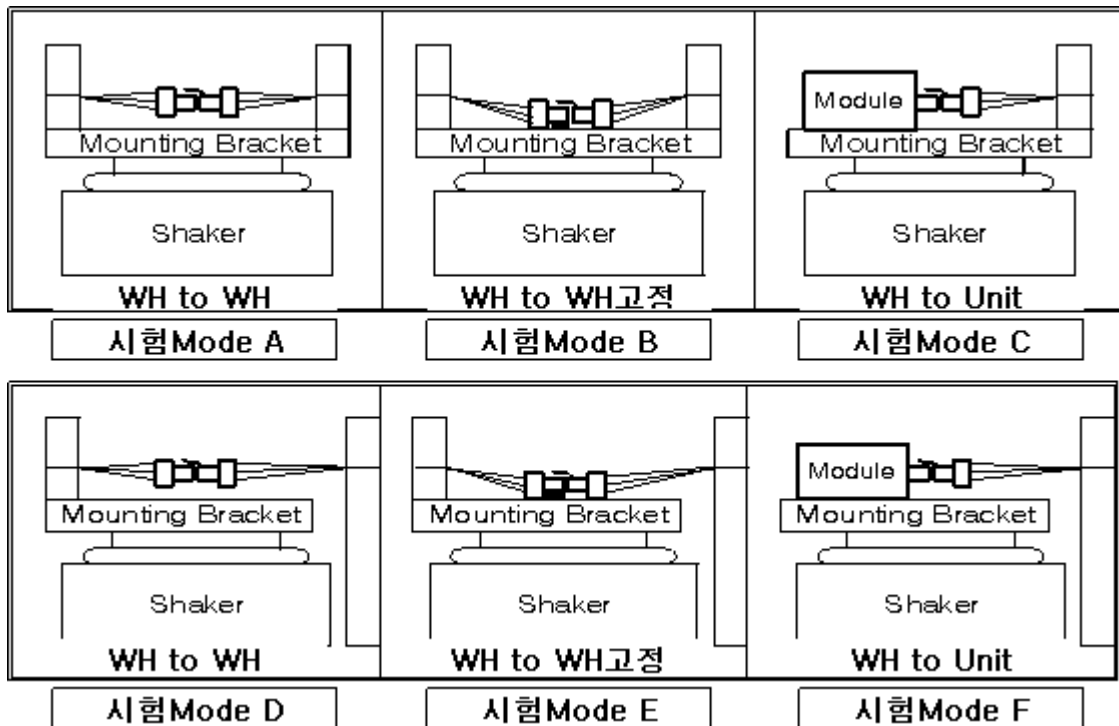 Module
Mounting Bracket Mounting Bracket Mounting Bracket
Shaker Shaker Shaker
WH to WH WH to WH고정 WH to Unit
시험Mode A 시험Mode B 시험Mode C
Module
Mounting Bracket Mounting Bracket Mounting Bracket
Shaker Shaker Shaker
WH to WH WH to WH고정 WH to Unit
시험Mode D 시험Mode E 시험Mode F